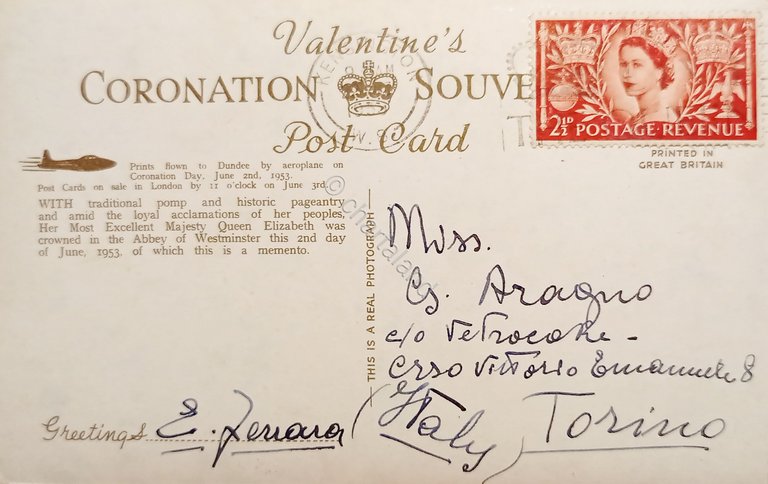 Valentine's
CORONATION SOUVE
Post Card
2½D POSTAGE REVENUE
PRINTED IN
GREAT BRITAIN
Prints flown to Dundee by aeroplane on
Coronation Day, June 2nd, 1953.
Post Cards on sale in London by 11 o'clock on June 3rd.
WITH traditional pomp and historic pageantry
and amid the loyal acclamations of her peoples,
Her Most Excellent Majesty Queen Elizabeth was
crowned in the Abbey of Westminster this 2nd day
of June, 1953, of which this is a memento.
THIS IS A REAL PHOTOGRAPH
© chartaland
Miss.
Aragno
c/o Vetrocoke -
Crso Vittorio Emanuele 8
Italy Torino
Greetings E. Ferrara